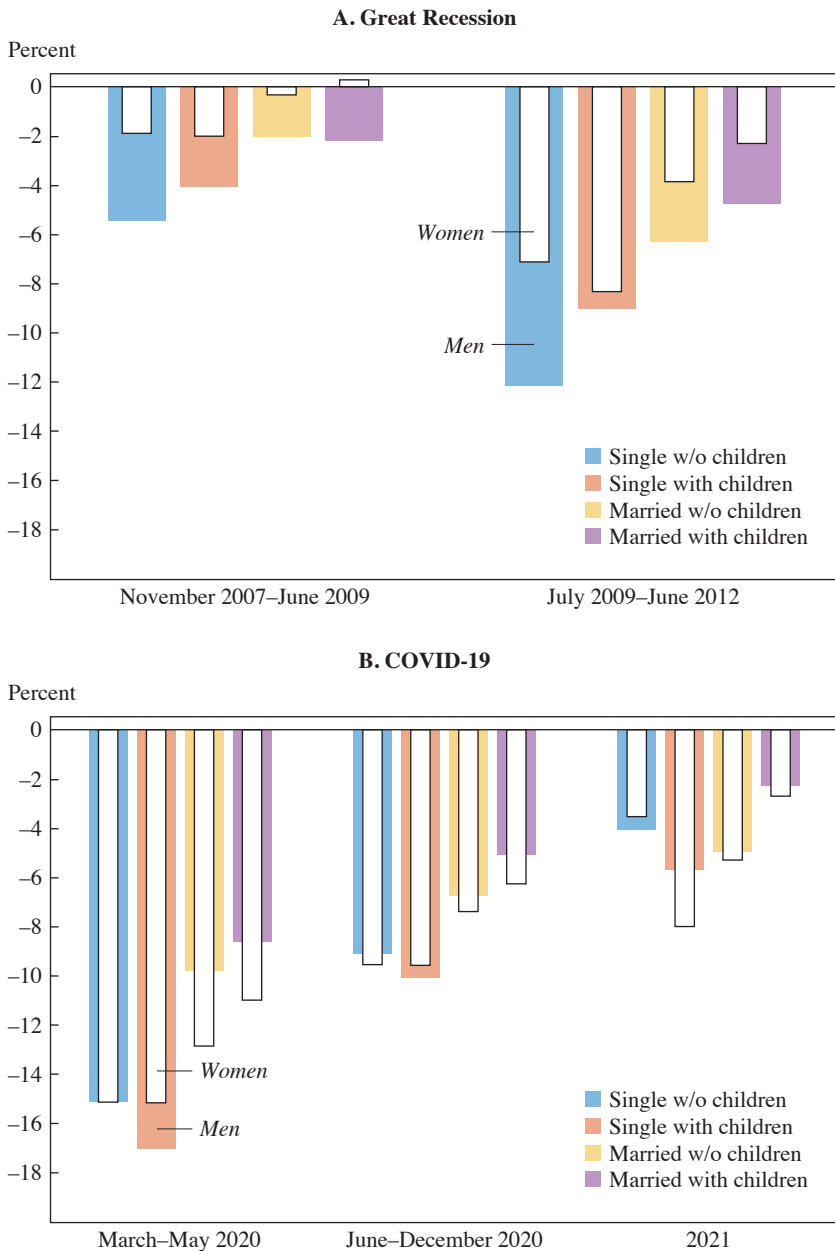 A. Great Recession
Percent
0
–2
–4
–6
–8
–10
–12
–14
–16
–18
Women
Men
Single w/o children
Single with children
Married w/o children
Married with children
November 2007–June 2009
July 2009–June 2012
B. COVID-19
Percent
0
–2
–4
–6
–8
–10
–12
–14
–16
–18
Women
Men
Single w/o children
Single with children
Married w/o children
Married with children
March–May 2020
June–December 2020
2021